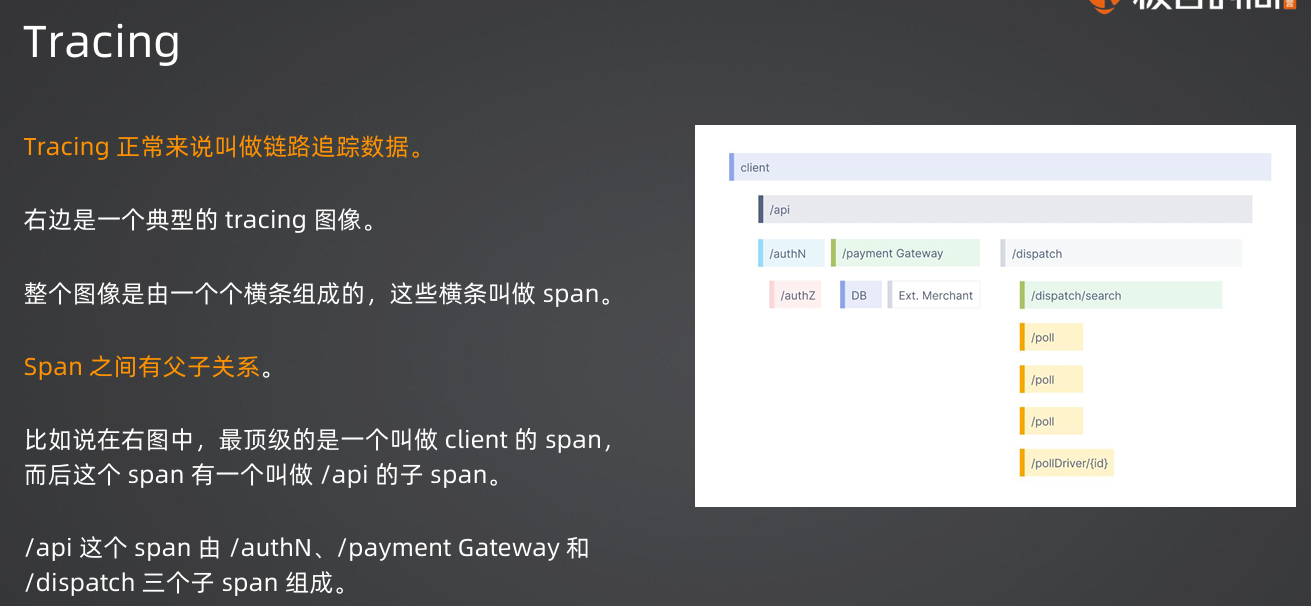 Tracing
Tracing 正常来说叫做链路追踪数据。
右边是一个典型的 tracing 图像。
整个图像是由一个个横条组成的，这些横条叫做 span。
Span 之间有父子关系。
比如说在右图中，最顶级的是一个叫做 client 的 span，
而后这个 span 有一个叫做 /api 的子 span。
/api 这个 span 由 /authN、/payment Gateway 和
/dispatch 三个子 span 组成。
client
/api
/authN
/payment Gateway
/dispatch
/authZ
DB
Ext. Merchant
/dispatch/search
/poll
/poll
/poll
/pollDriver/{id}